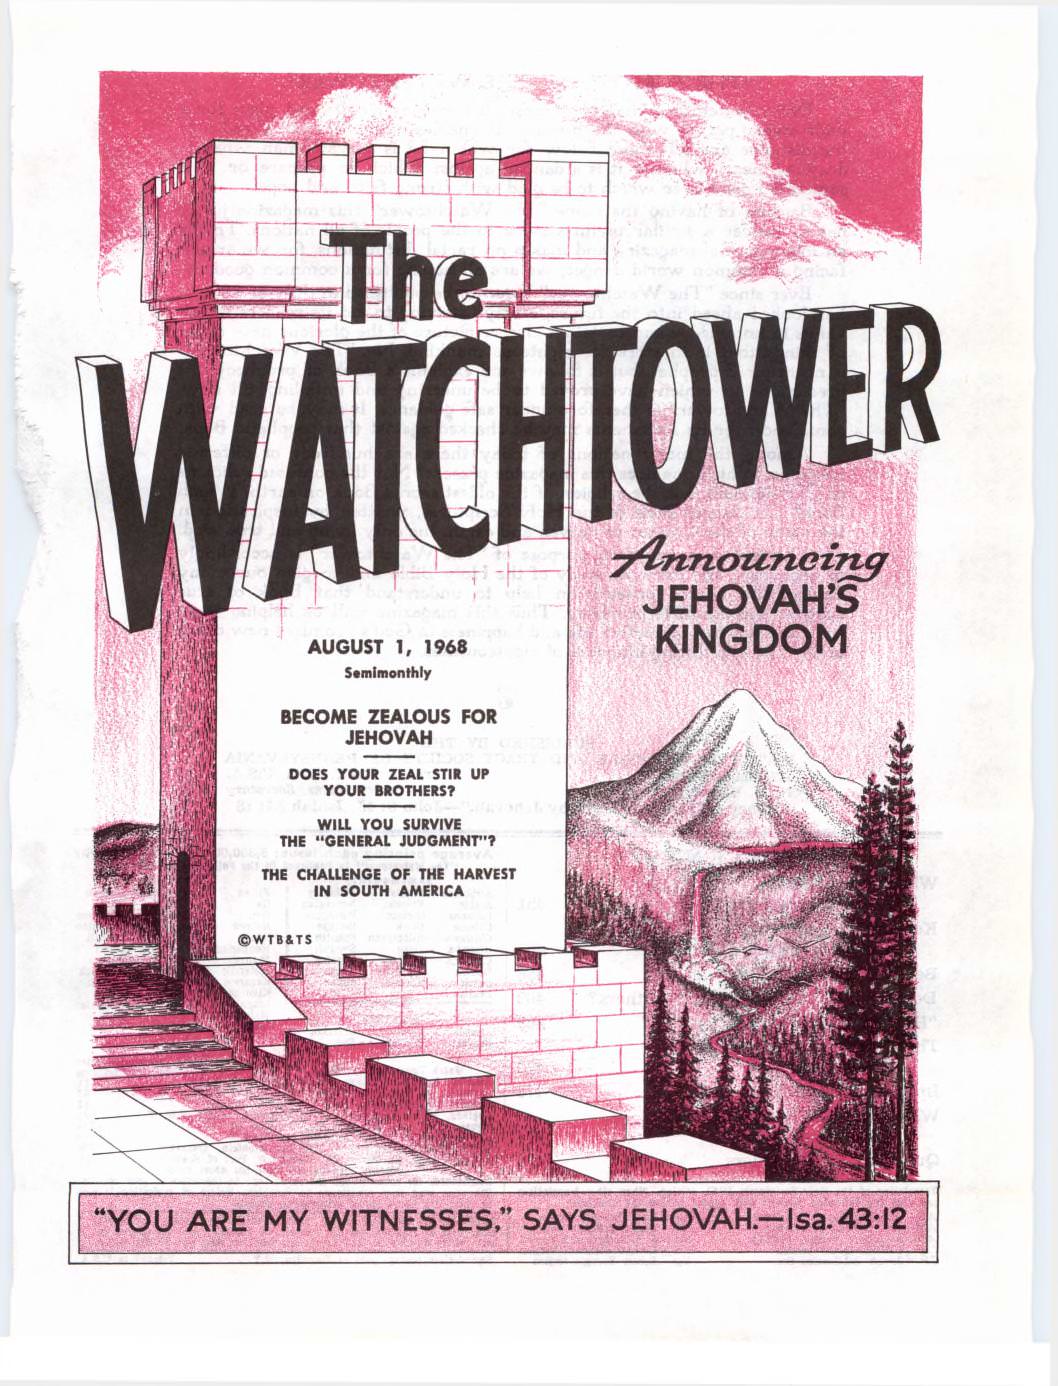 The
WATCHTOWER
Announcing
JEHOVAH'S
KINGDOM
AUGUST 1, 1968
Semimonthly
BECOME ZEALOUS FOR
JEHOVAH
DOES YOUR ZEAL STIR UP
YOUR BROTHERS?
WILL YOU SURVIVE
THE "GENERAL JUDGMENT"?
THE CHALLENGE OF THE HARVEST
IN SOUTH AMERICA
©WTB&TS
"YOU ARE MY WITNESSES," SAYS JEHOVAH.—Isa. 43:12